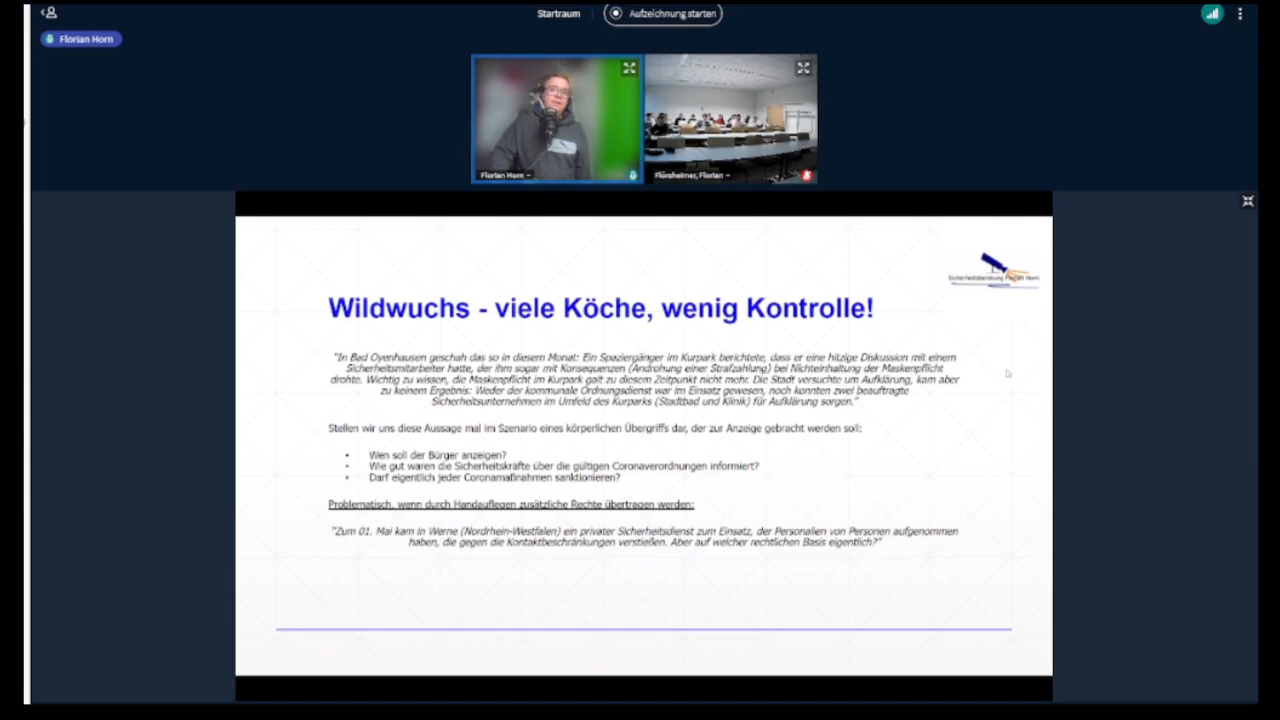 Startraum
Aufzeichnung starten
Florian Horn
Florian Horn
Flörsheimer, Florian
Sicherheitsberatung Florian Horn
Wildwuchs - viele Köche, wenig Kontrolle!
"In Bad Oyenhausen geschah das so in diesem Monat: Ein Spaziergänger im Kurpark berichtete, dass er eine hitzige Diskussion mit einem
Sicherheitsmitarbeiter hatte, der ihm sogar mit Konsequenzen (Androhung einer Strafzahlung) bei Nichteinhaltung der Maskenpflicht
drohte. Wichtig zu wissen, die Maskenpflicht im Kurpark galt zu diesem Zeitpunkt nicht mehr. Die Stadt versuchte um Aufklärung, kam aber
zu keinem Ergebnis: Weder der kommunale Ordnungsdienst war im Einsatz gewesen, noch konnten zwei beauftragte
Sicherheitsunternehmen im Umfeld des Kurparks (Stadtbad und Klinik) für Aufklärung sorgen."
Stellen wir uns diese Aussage mal im Szenario eines körperlichen Übergriffs dar, der zur Anzeige gebracht werden soll:
• Wen soll der Bürger anzeigen?
• Wie gut waren die Sicherheitskräfte über die gültigen Coronaverordnungen informiert?
• Darf eigentlich jeder Coronamaßnahmen sanktionieren?
Problematisch, wenn durch Handauflegen zusätzliche Rechte übertragen werden:
"Zum 01. Mai kam in Werne (Nordrhein-Westfalen) ein privater Sicherheitsdienst zum Einsatz, der Personalien von Personen aufgenommen
haben, die gegen die Kontaktbeschränkungen verstießen. Aber auf welcher rechtlichen Basis eigentlich?"